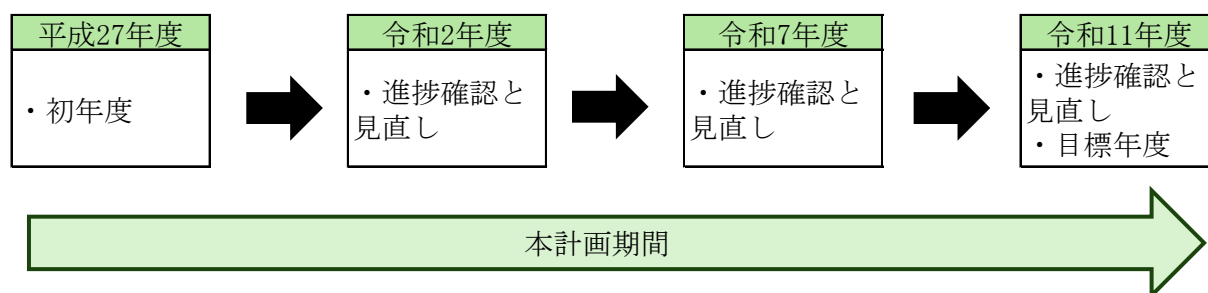 平成27年度
・初年度
令和2年度
・進捗確認と
見直し
令和7年度
・進捗確認と
見直し
令和11年度
・進捗確認と
見直し
・目標年度
本計画期間